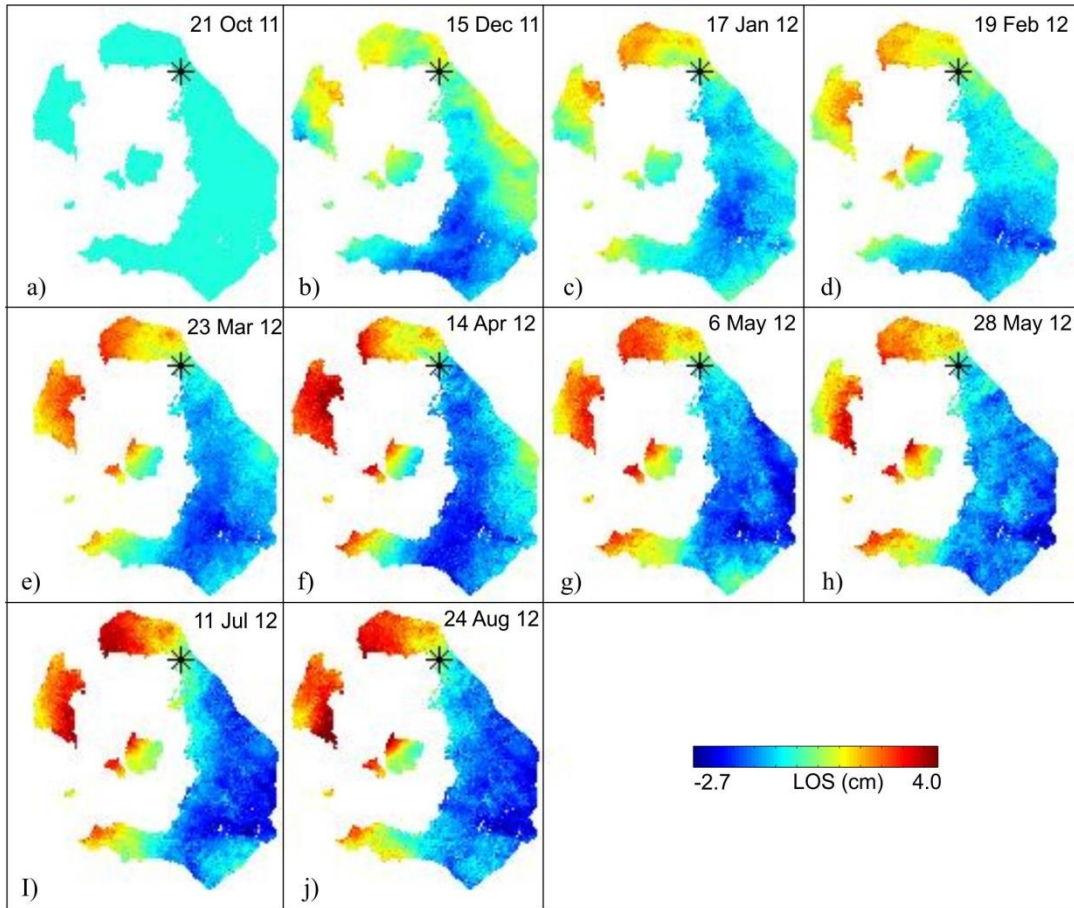 21 Oct 11
a)
15 Dec 11
b)
17 Jan 12
c)
19 Feb 12
d)
23 Mar 12
e)
14 Apr 12
f)
6 May 12
g)
28 May 12
h)
11 Jul 12
I)
24 Aug 12
j)
-2.7 LOS (cm) 4.0